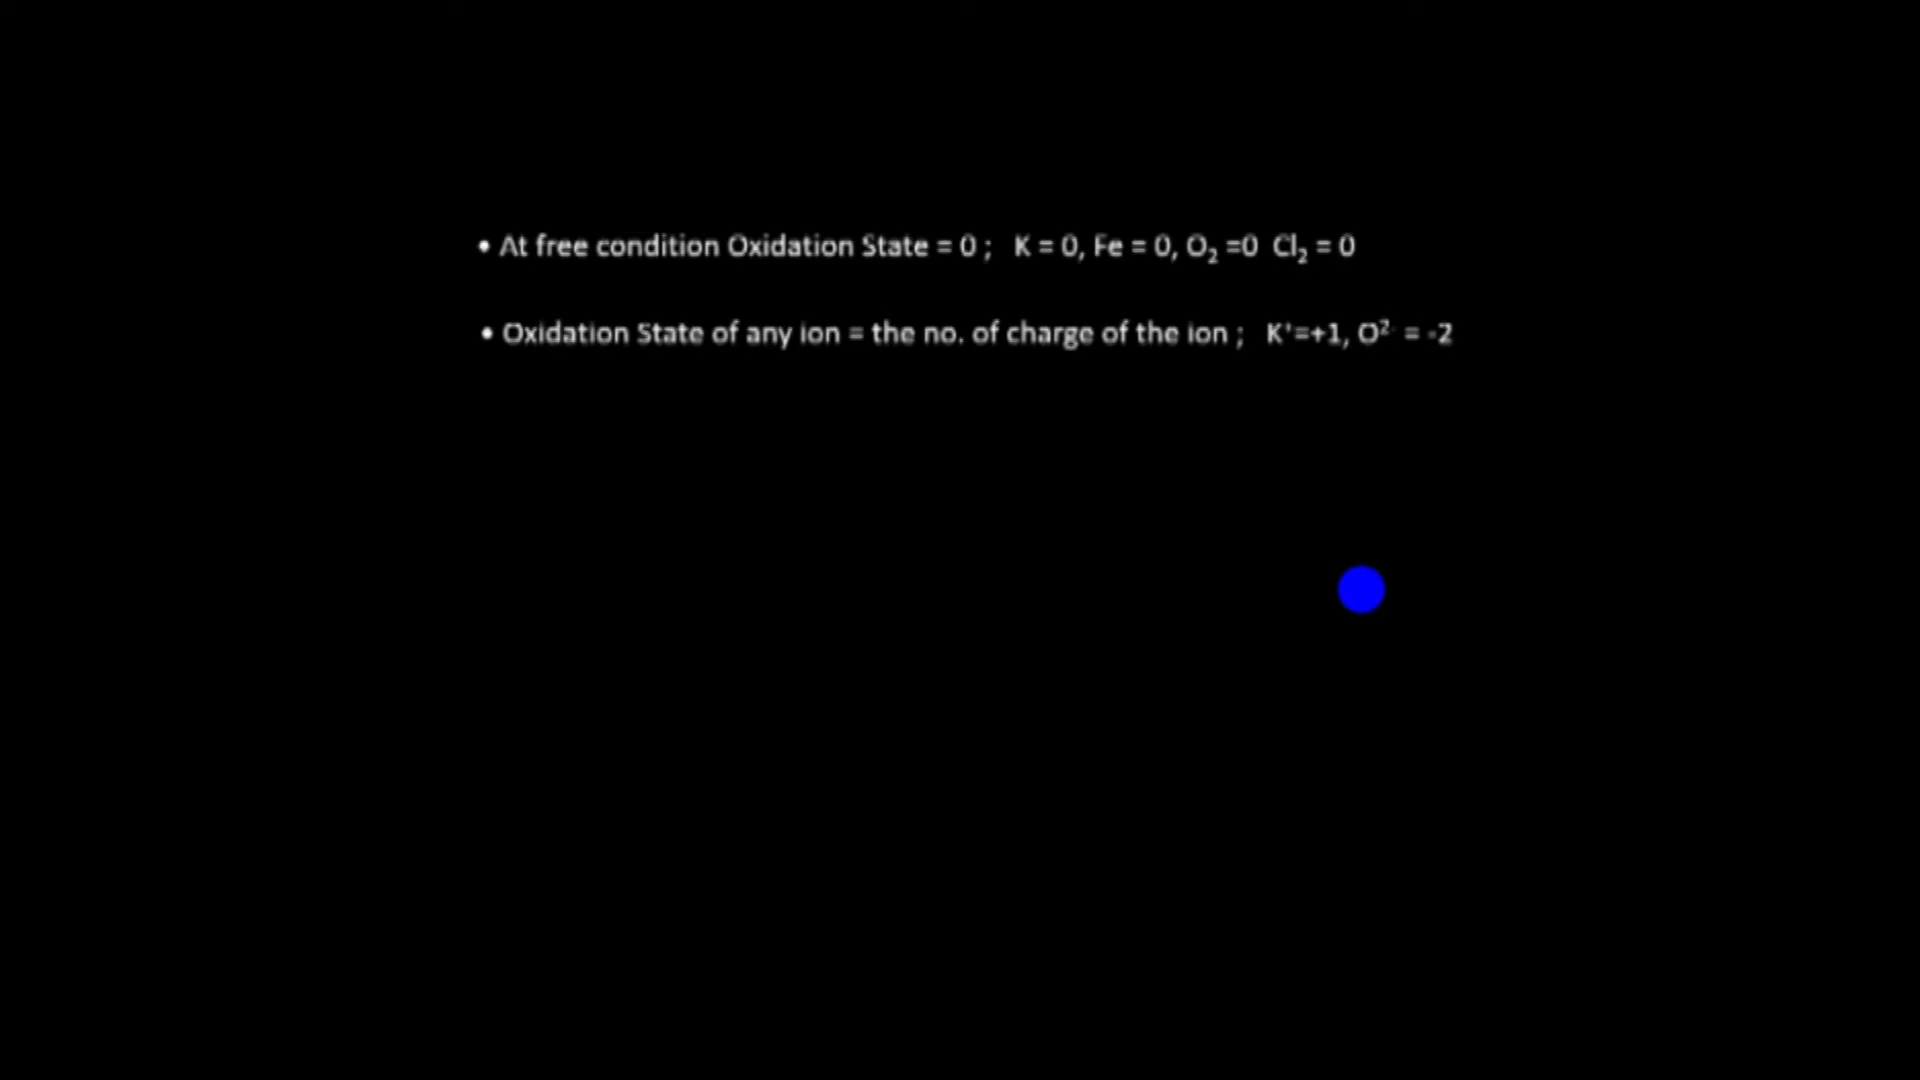 • At free condition Oxidation State = 0 ; K = 0, Fe = 0, O₂ =0 Cl₂ = 0
• Oxidation State of any ion = the no. of charge of the ion ; K⁺=+1, O²⁻ = -2